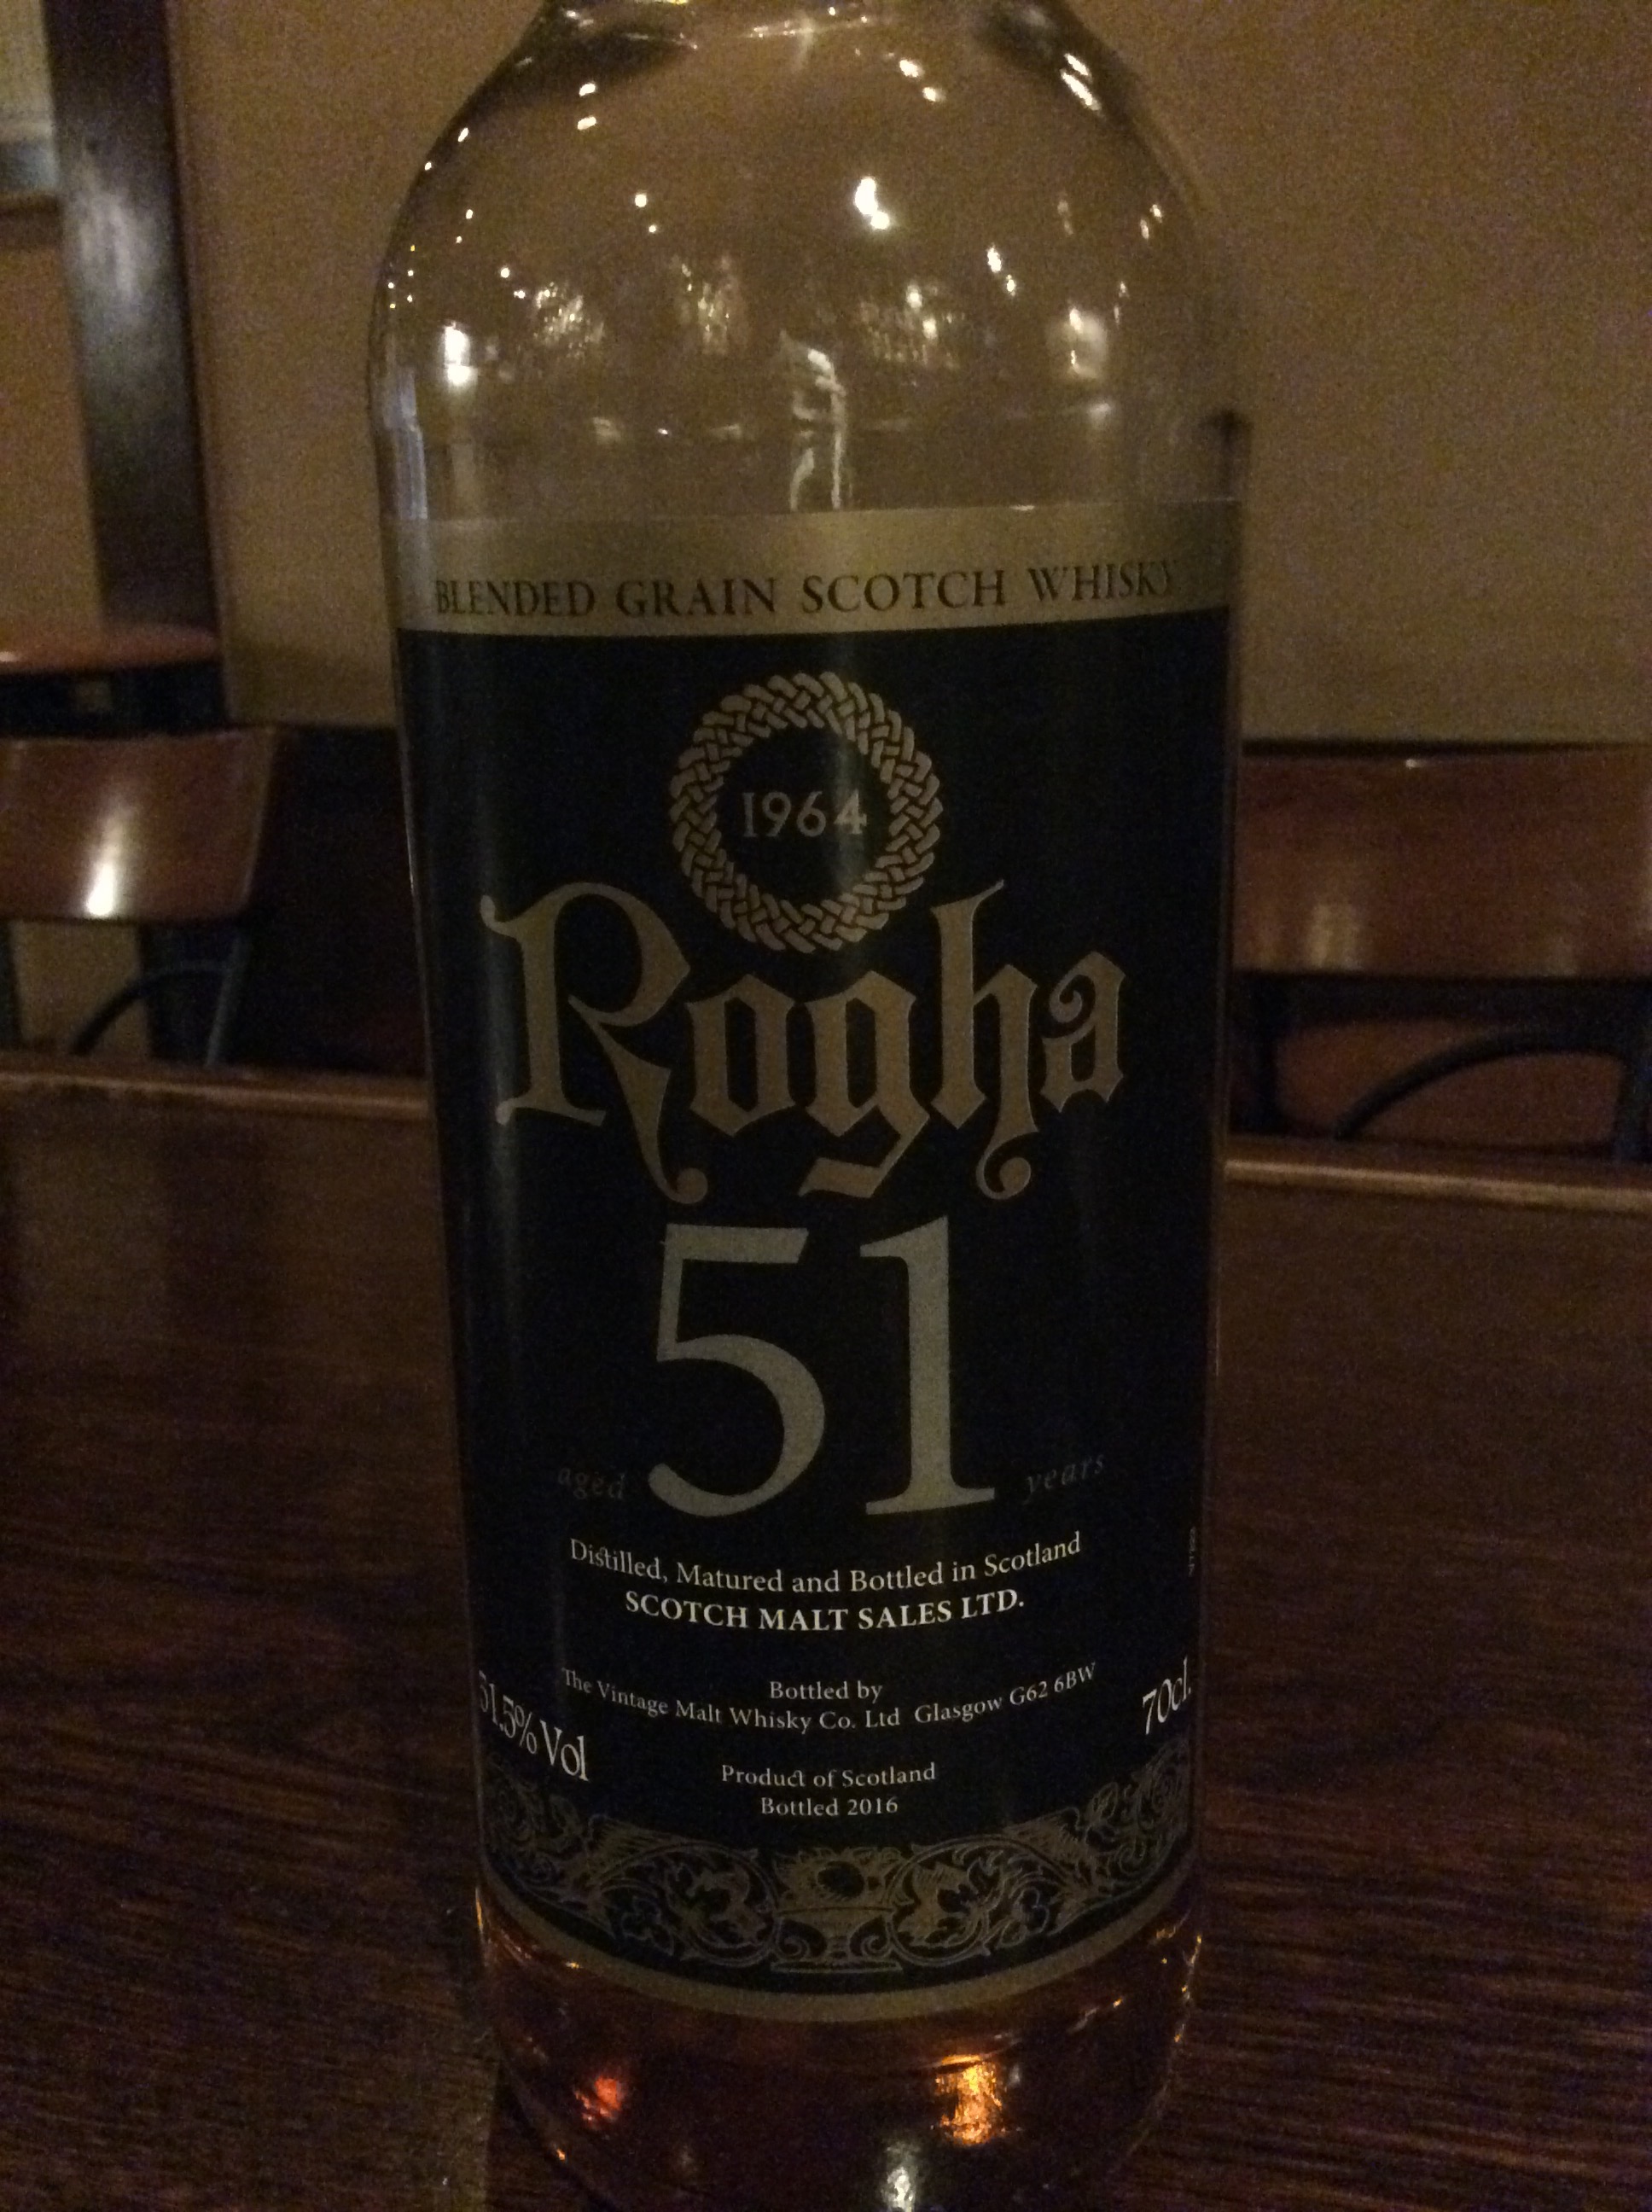 BLENDED GRAIN SCOTCH WHISKY
1964
Rogha
51
aged years
Distilled, Matured and Bottled in Scotland
SCOTCH MALT SALES LTD.
Bottled by
The Vintage Malt Whisky Co. Ltd Glasgow G62 6BW
51.5% Vol
70cl.
Product of Scotland
Bottled 2016